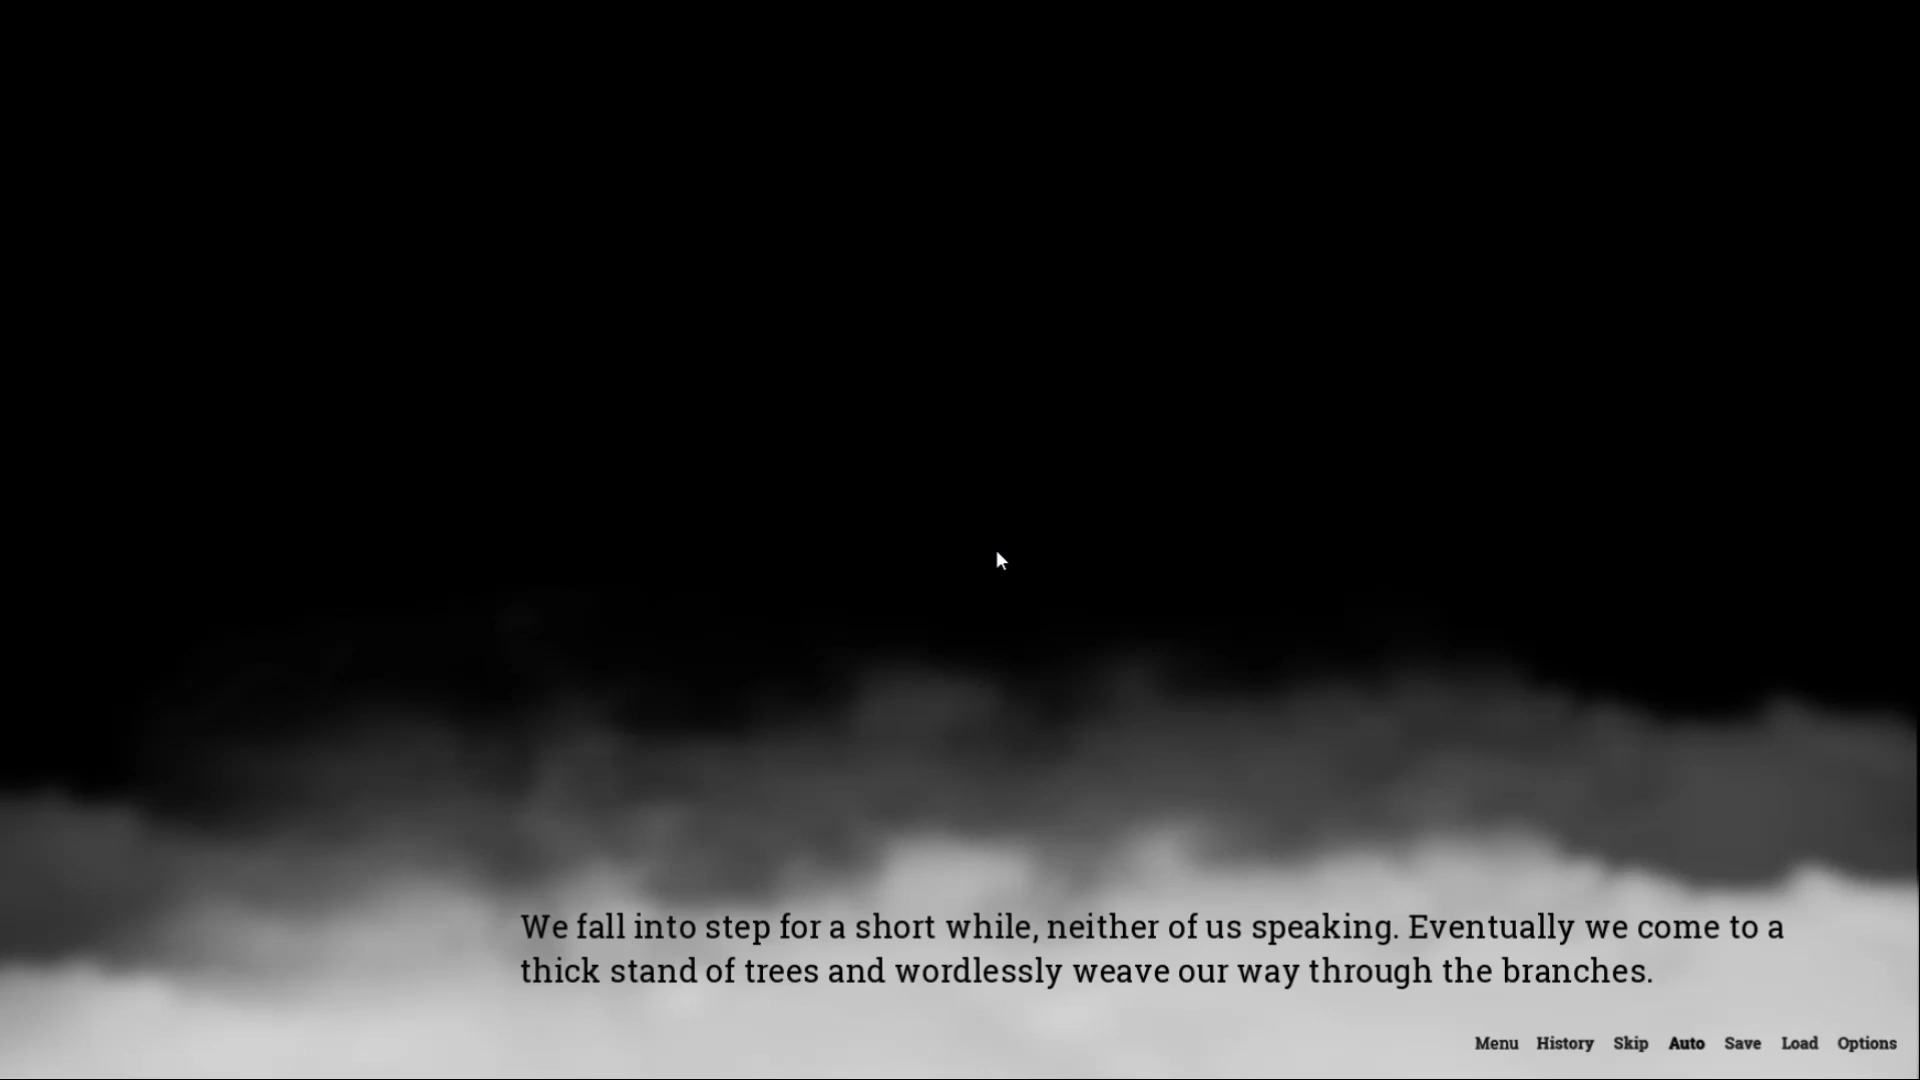 We fall into step for a short while, neither of us speaking. Eventually we come to a
thick stand of trees and wordlessly weave our way through the branches.
Menu History Skip Auto Save Load Options